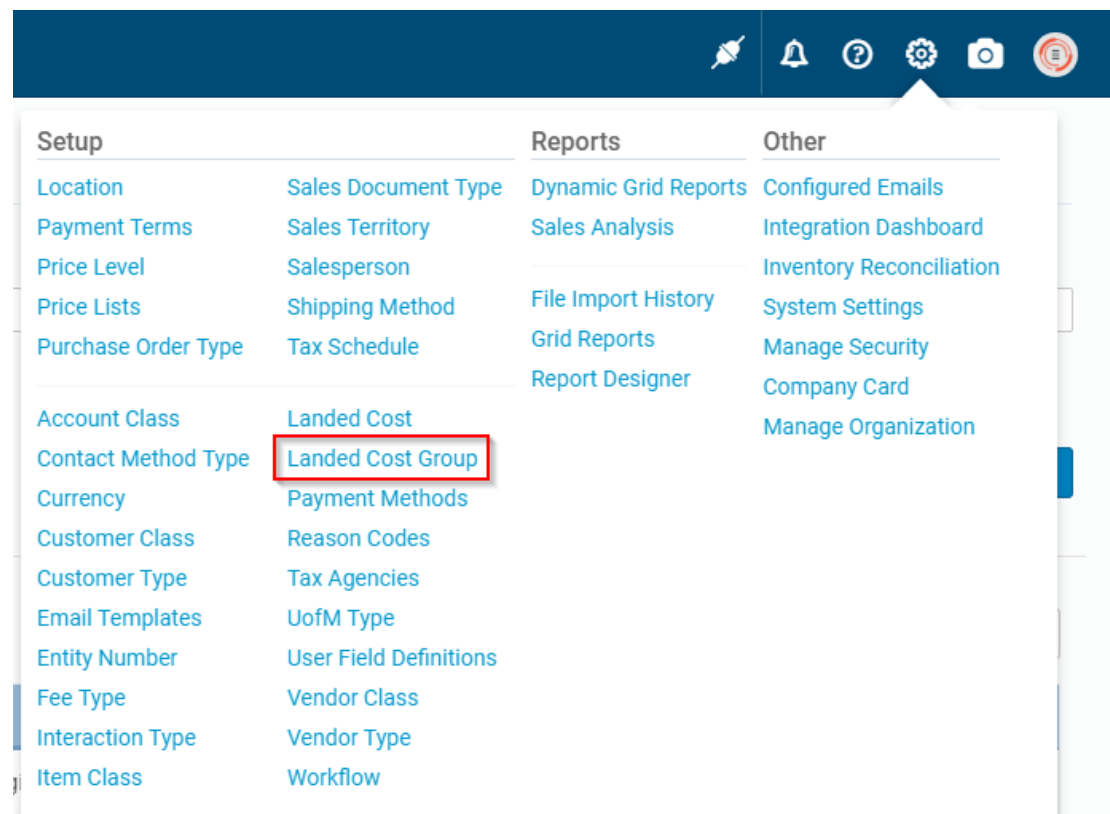 Setup
Location
Payment Terms
Price Level
Price Lists
Purchase Order Type
Sales Document Type
Sales Territory
Salesperson
Shipping Method
Tax Schedule
Account Class
Contact Method Type
Currency
Customer Class
Customer Type
Email Templates
Entity Number
Fee Type
Interaction Type
Item Class
Landed Cost
Landed Cost Group
Payment Methods
Reason Codes
Tax Agencies
UofM Type
User Field Definitions
Vendor Class
Vendor Type
Workflow
Reports
Dynamic Grid Reports
Sales Analysis
File Import History
Grid Reports
Report Designer
Other
Configured Emails
Integration Dashboard
Inventory Reconciliation
System Settings
Manage Security
Company Card
Manage Organization